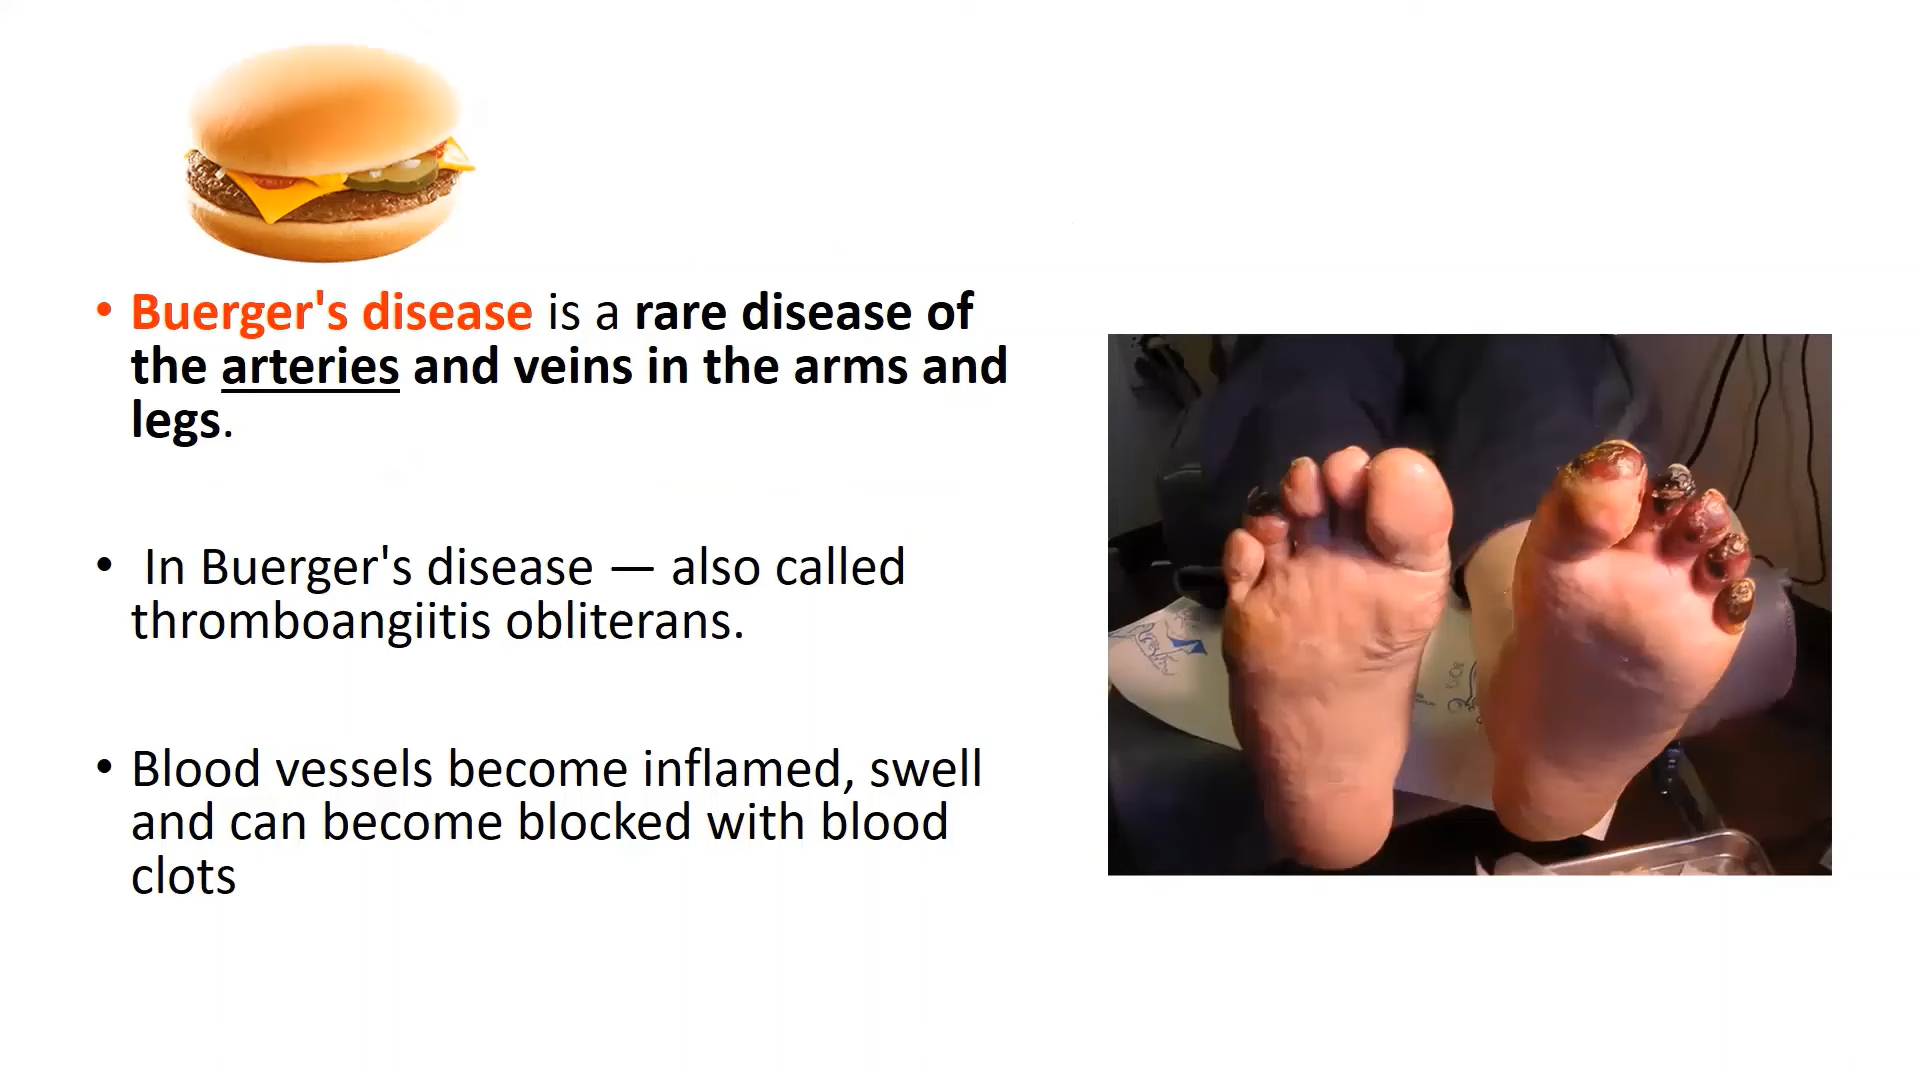 • Buerger's disease is a rare disease of
the arteries and veins in the arms and
legs.
• In Buerger's disease — also called
thromboangiitis obliterans.
• Blood vessels become inflamed, swell
and can become blocked with blood
clots